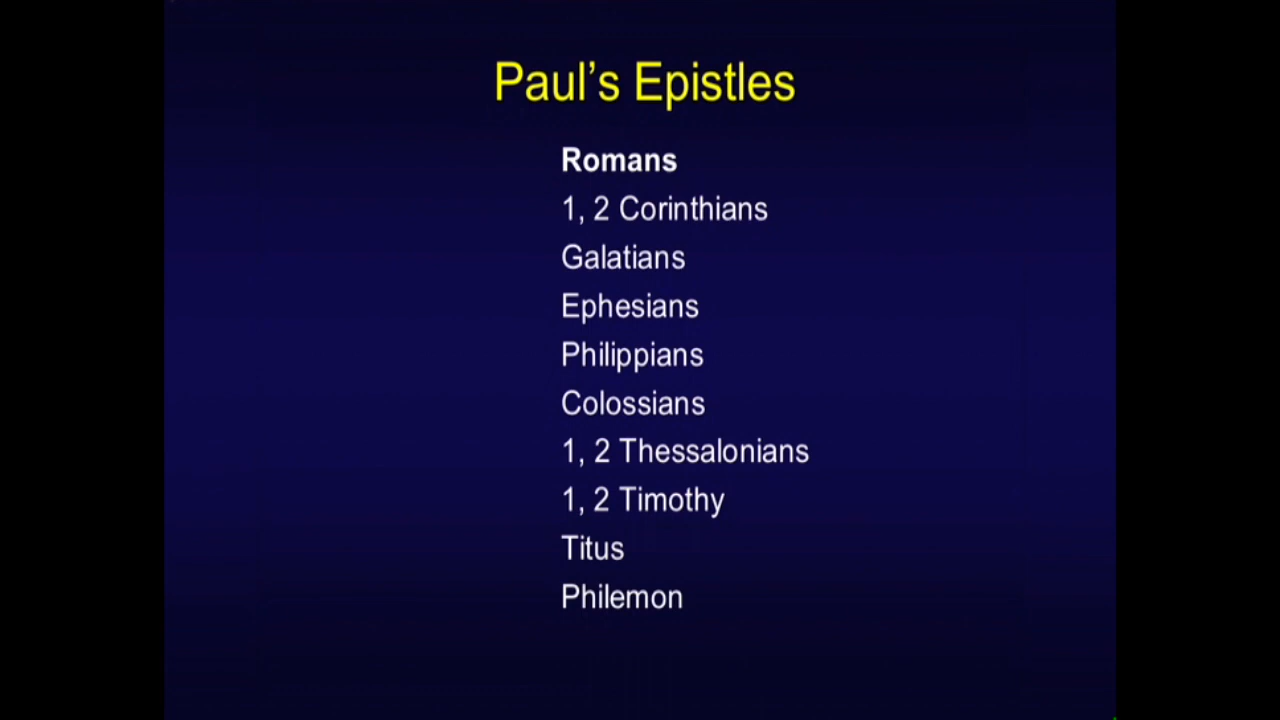 Paul’s Epistles
Romans
1, 2 Corinthians
Galatians
Ephesians
Philippians
Colossians
1, 2 Thessalonians
1, 2 Timothy
Titus
Philemon